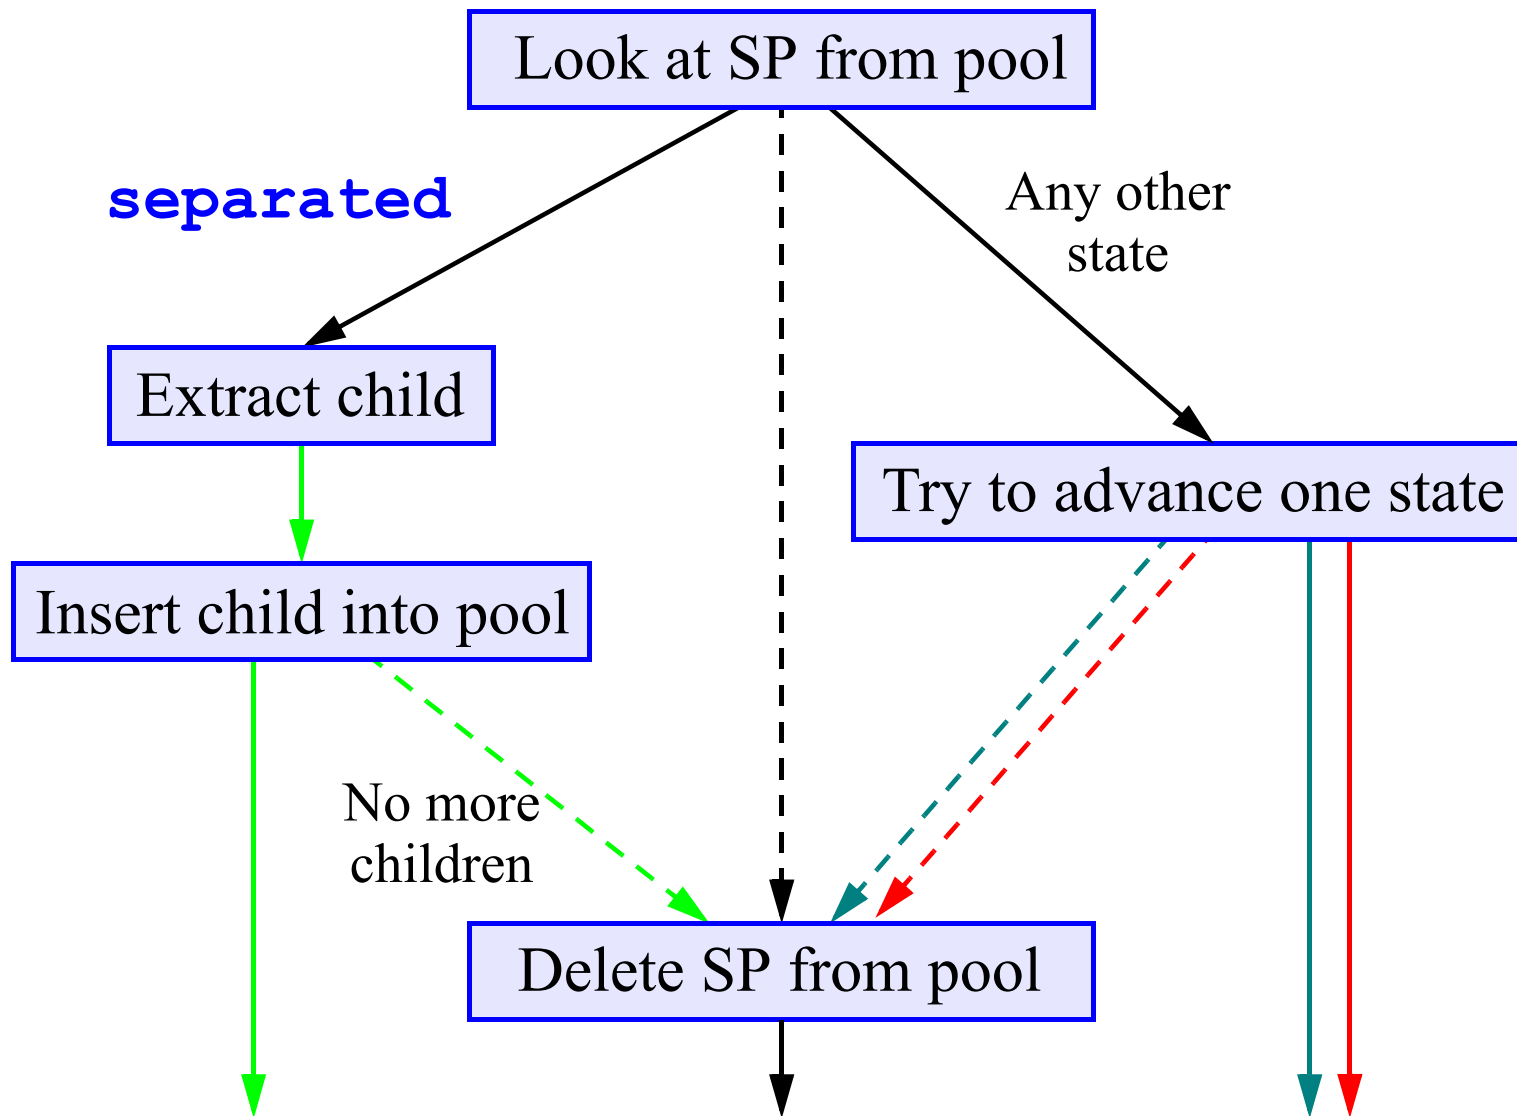 Look at SP from pool
separated
Any other
state
Extract child
Try to advance one state
Insert child into pool
No more
children
Delete SP from pool